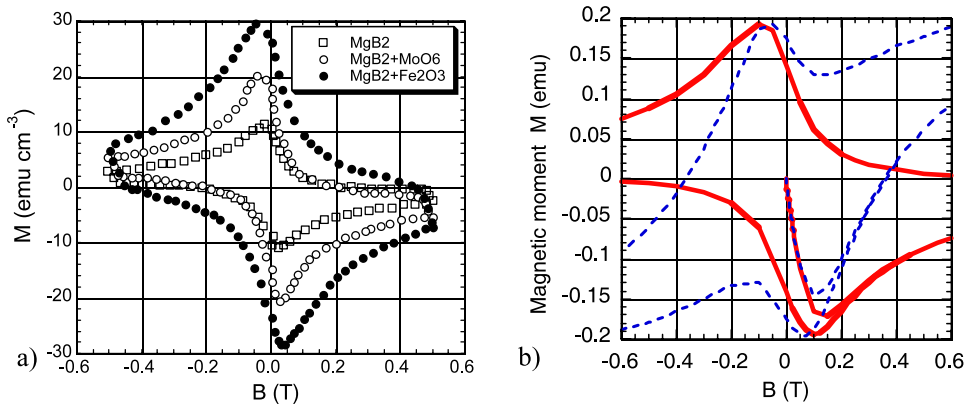 30
20
10
0
-10
-20
-30
M (emu cm⁻³)
MgB2
MgB2+MoO6
MgB2+Fe2O3
-0.6 -0.4 -0.2 0.0 0.2 0.4 0.6
B (T)
a)
0.2
0.15
0.1
0.05
0
-0.05
-0.1
-0.15
-0.2
Magnetic moment M (emu)
-0.6 -0.4 -0.2 0 0.2 0.4 0.6
B (T)
b)